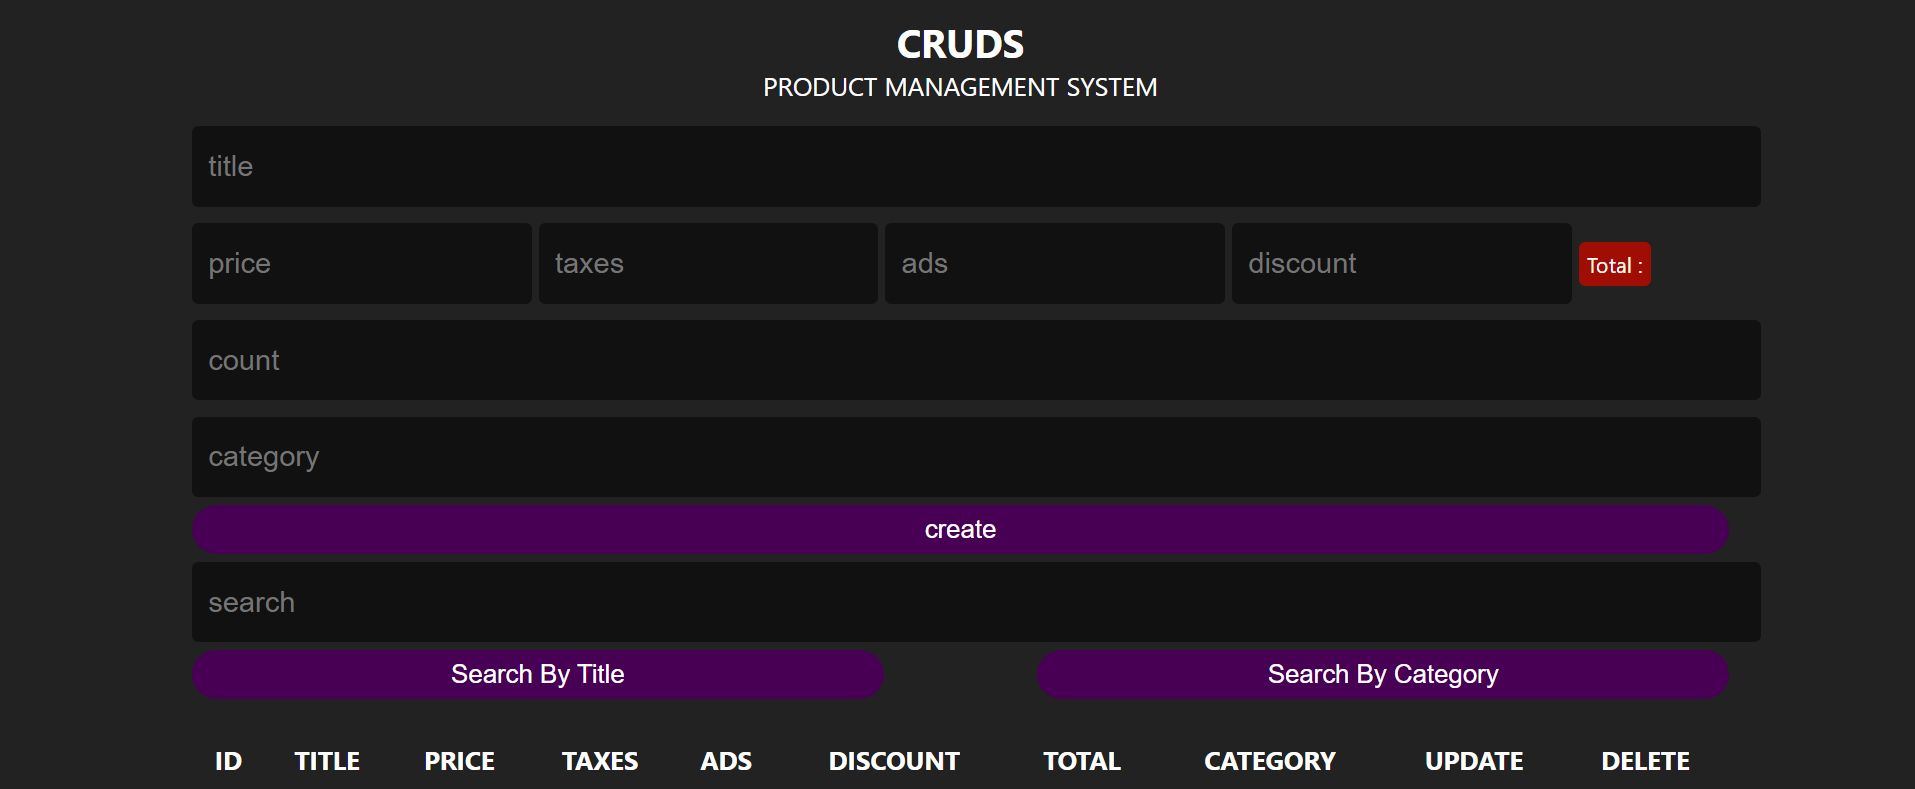 CRUDS
PRODUCT MANAGEMENT SYSTEM
title
price taxes ads discount Total :
count
category
create
search
Search By Title Search By Category
ID TITLE PRICE TAXES ADS DISCOUNT TOTAL CATEGORY UPDATE DELETE